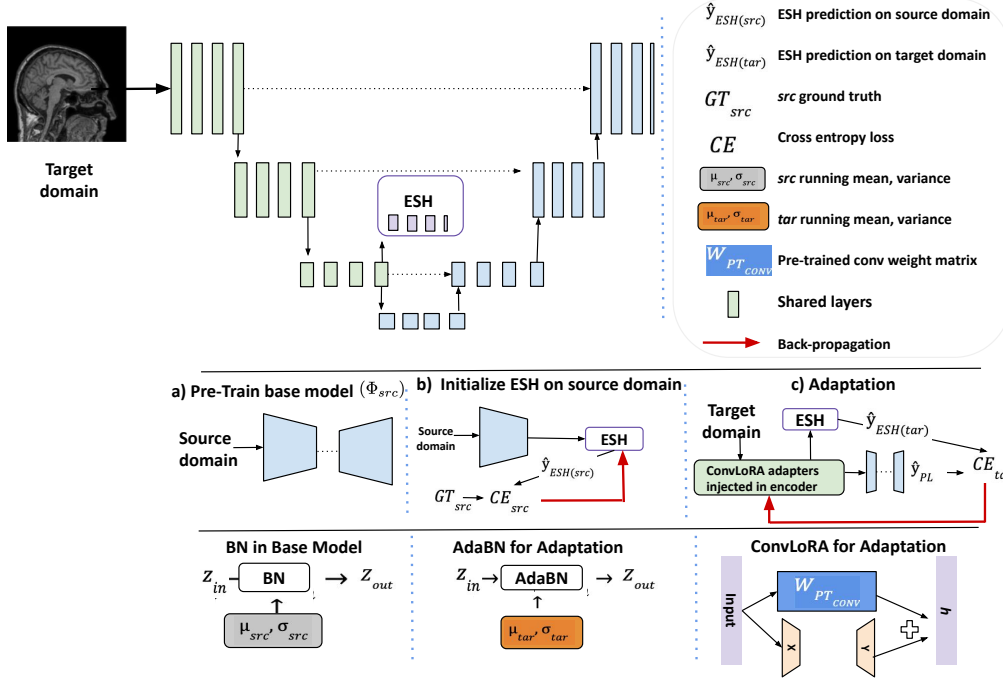 Target
domain
ESH
ŷ_ESH(src) ESH prediction on source domain
ŷ_ESH(tar) ESH prediction on target domain
GT_src src ground truth
CE Cross entropy loss
μ_src, σ_src src running mean, variance
μ_tar, σ_tar tar running mean, variance
W_PT_CONV Pre-trained conv weight matrix
Shared layers
Back-propagation
a) Pre-Train base model (Φ_src)
Source
domain
b) Initialize ESH on source domain
Source
domain
ESH
ŷ_ESH(src)
GT_src CE_src
c) Adaptation
Target
domain
ESH
ŷ_ESH(tar)
ConvLoRA adapters
injected in encoder
ŷ_PL
CE_ta
BN in Base Model
Z_in BN Z_out
μ_src, σ_src
AdaBN for Adaptation
Z_in AdaBN Z_out
μ_tar, σ_tar
ConvLoRA for Adaptation
Input
W_PT_CONV
X
Y
h